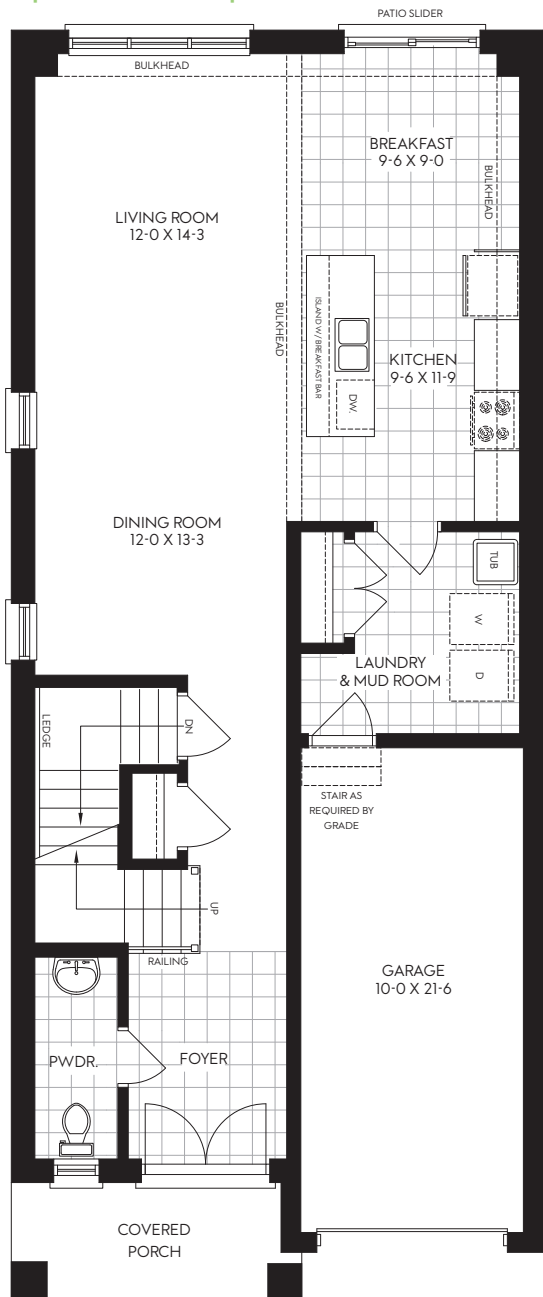 PATIO SLIDER
BULKHEAD
BREAKFAST
9-6 X 9-0
BULKHEAD
LIVING ROOM
12-0 X 14-3
BULKHEAD
ISLAND W/ BREAKFAST BAR
KITCHEN
9-6 X 11-9
DW.
DINING ROOM
12-0 X 13-3
TUB
W
LAUNDRY
& MUD ROOM
D
LEDGE
DN
STAIR AS
REQUIRED BY
GRADE
UP
RAILING
GARAGE
10-0 X 21-6
PWDR.
FOYER
COVERED
PORCH